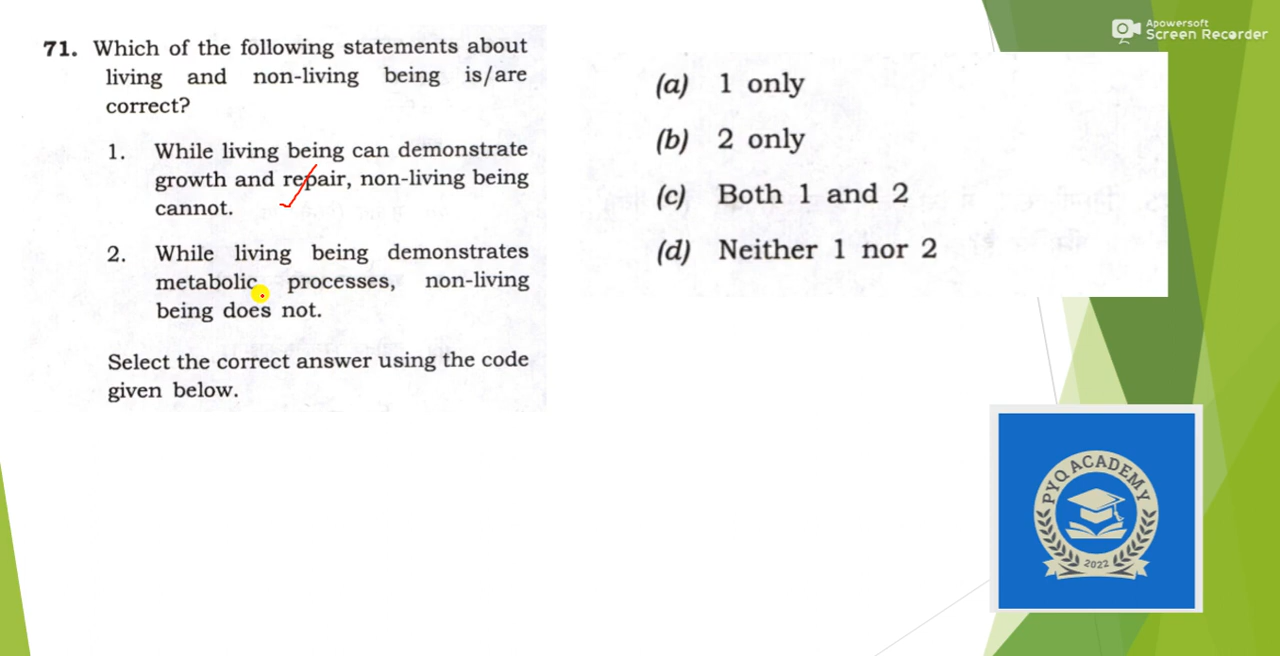 Apowersoft
Screen Recorder
71. Which of the following statements about
living and non-living being is/are
correct?
1. While living being can demonstrate
growth and repair, non-living being
cannot.
2. While living being demonstrates
metabolic processes, non-living
being does not.
Select the correct answer using the code
given below.
(a) 1 only
(b) 2 only
(c) Both 1 and 2
(d) Neither 1 nor 2
PYQ ACADEMY
2022